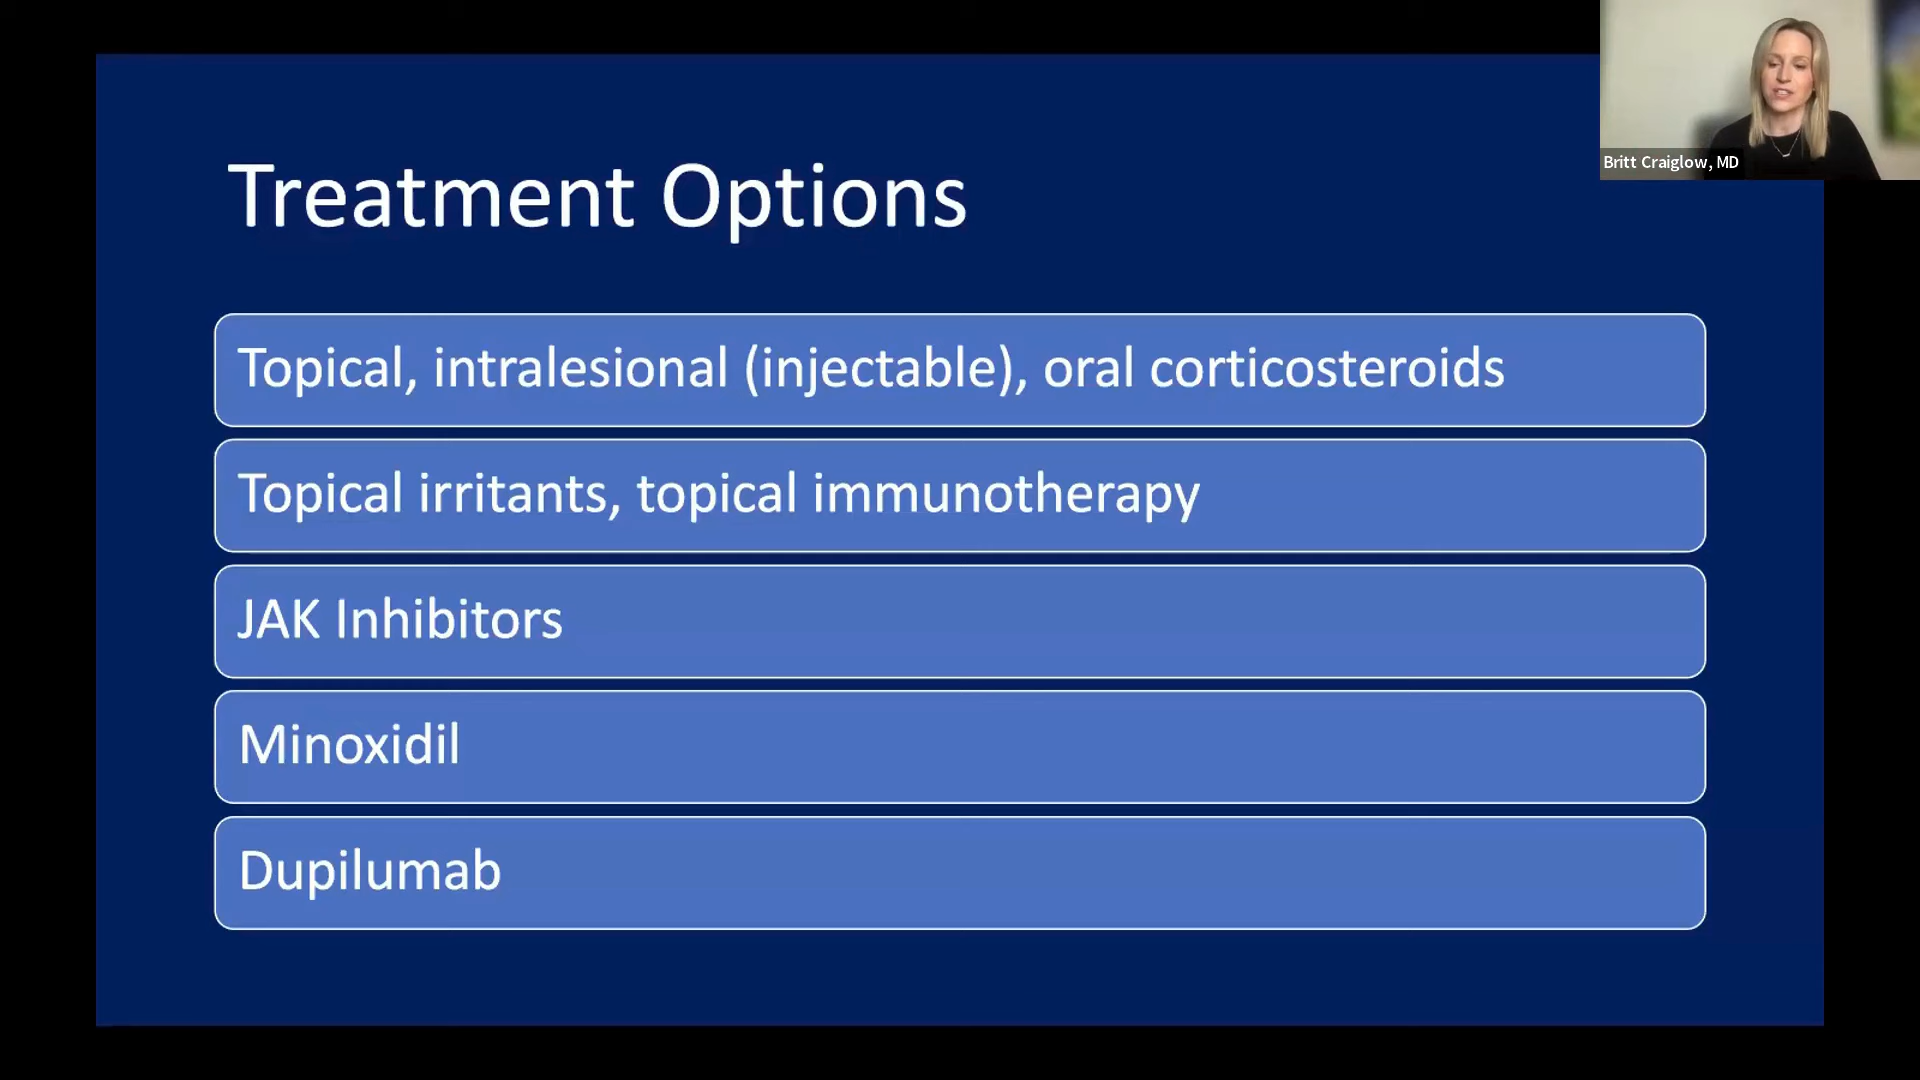 Britt Craiglow, MD
Treatment Options
Topical, intralesional (injectable), oral corticosteroids
Topical irritants, topical immunotherapy
JAK Inhibitors
Minoxidil
Dupilumab